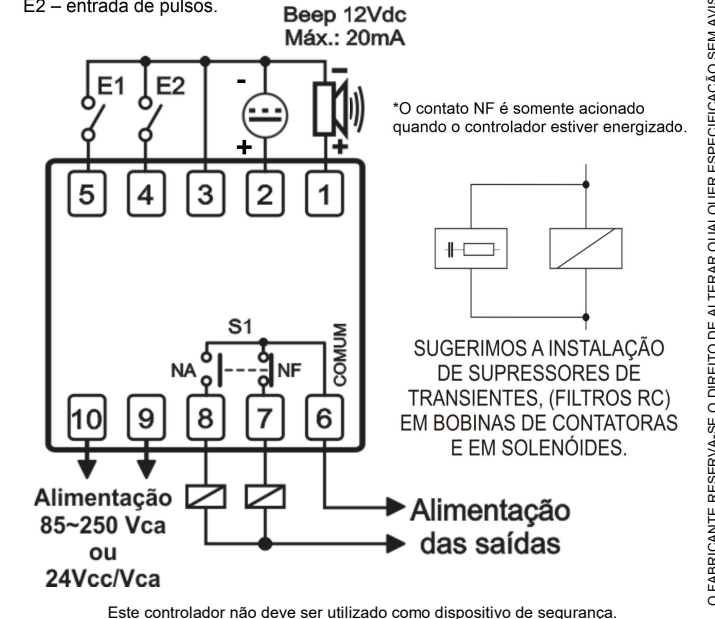 E2 – entrada de pulsos.
Beep 12Vdc
Máx.: 20mA
E1
E2
-
+
-
+
*O contato NF é somente acionado
quando o controlador estiver energizado.
5
4
3
2
1
S1
NA
NF
COMUM
10
9
8
7
6
SUGERIMOS A INSTALAÇÃO
DE SUPRESSORES DE
TRANSIENTES, (FILTROS RC)
EM BOBINAS DE CONTATORAS
E EM SOLENÓIDES.
Alimentação
85~250 Vca
ou
24Vcc/Vca
Alimentação
das saídas
Este controlador não deve ser utilizado como dispositivo de segurança.
O FABRICANTE RESERVA-SE O DIREITO DE ALTERAR QUALQUER ESPECIFICAÇÃO SEM